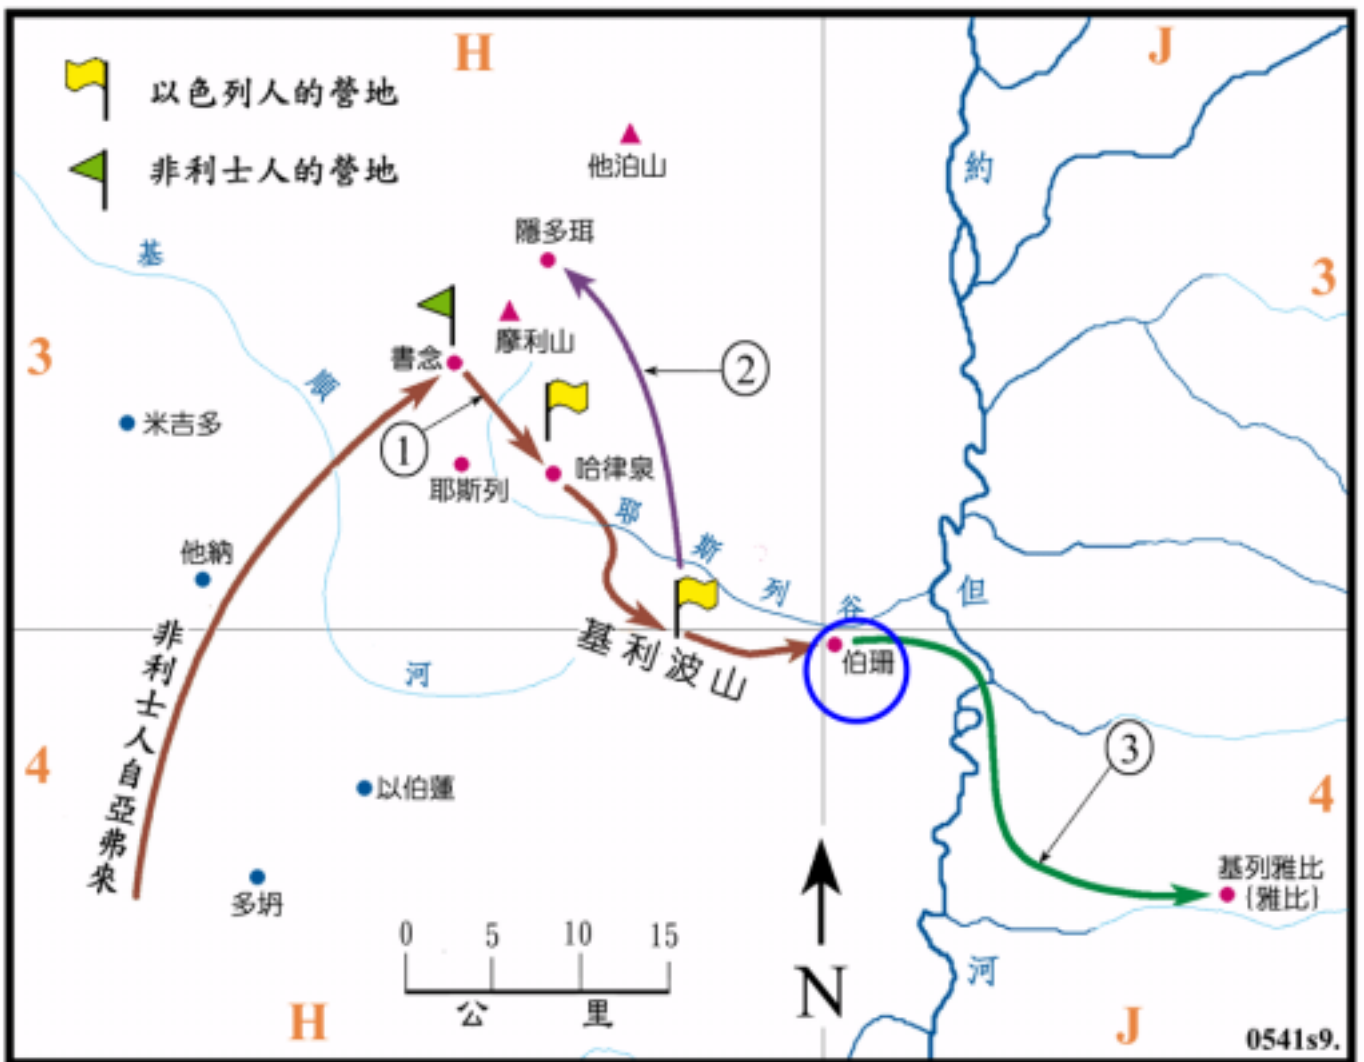 H
J
以色列人的營地
非利士人的營地
他泊山
約
隱多珥
基
3
摩利山
書念
3
順
2
米吉多
1
哈律泉
耶斯列
耶
斯
他納
列
但
谷
非利士人自亞弗來
基利波山
伯珊
河
3
4
以伯蓮
4
基列雅比
(雅比)
多坍
0 5 10 15
河
N
公里
H
J
0541s9.